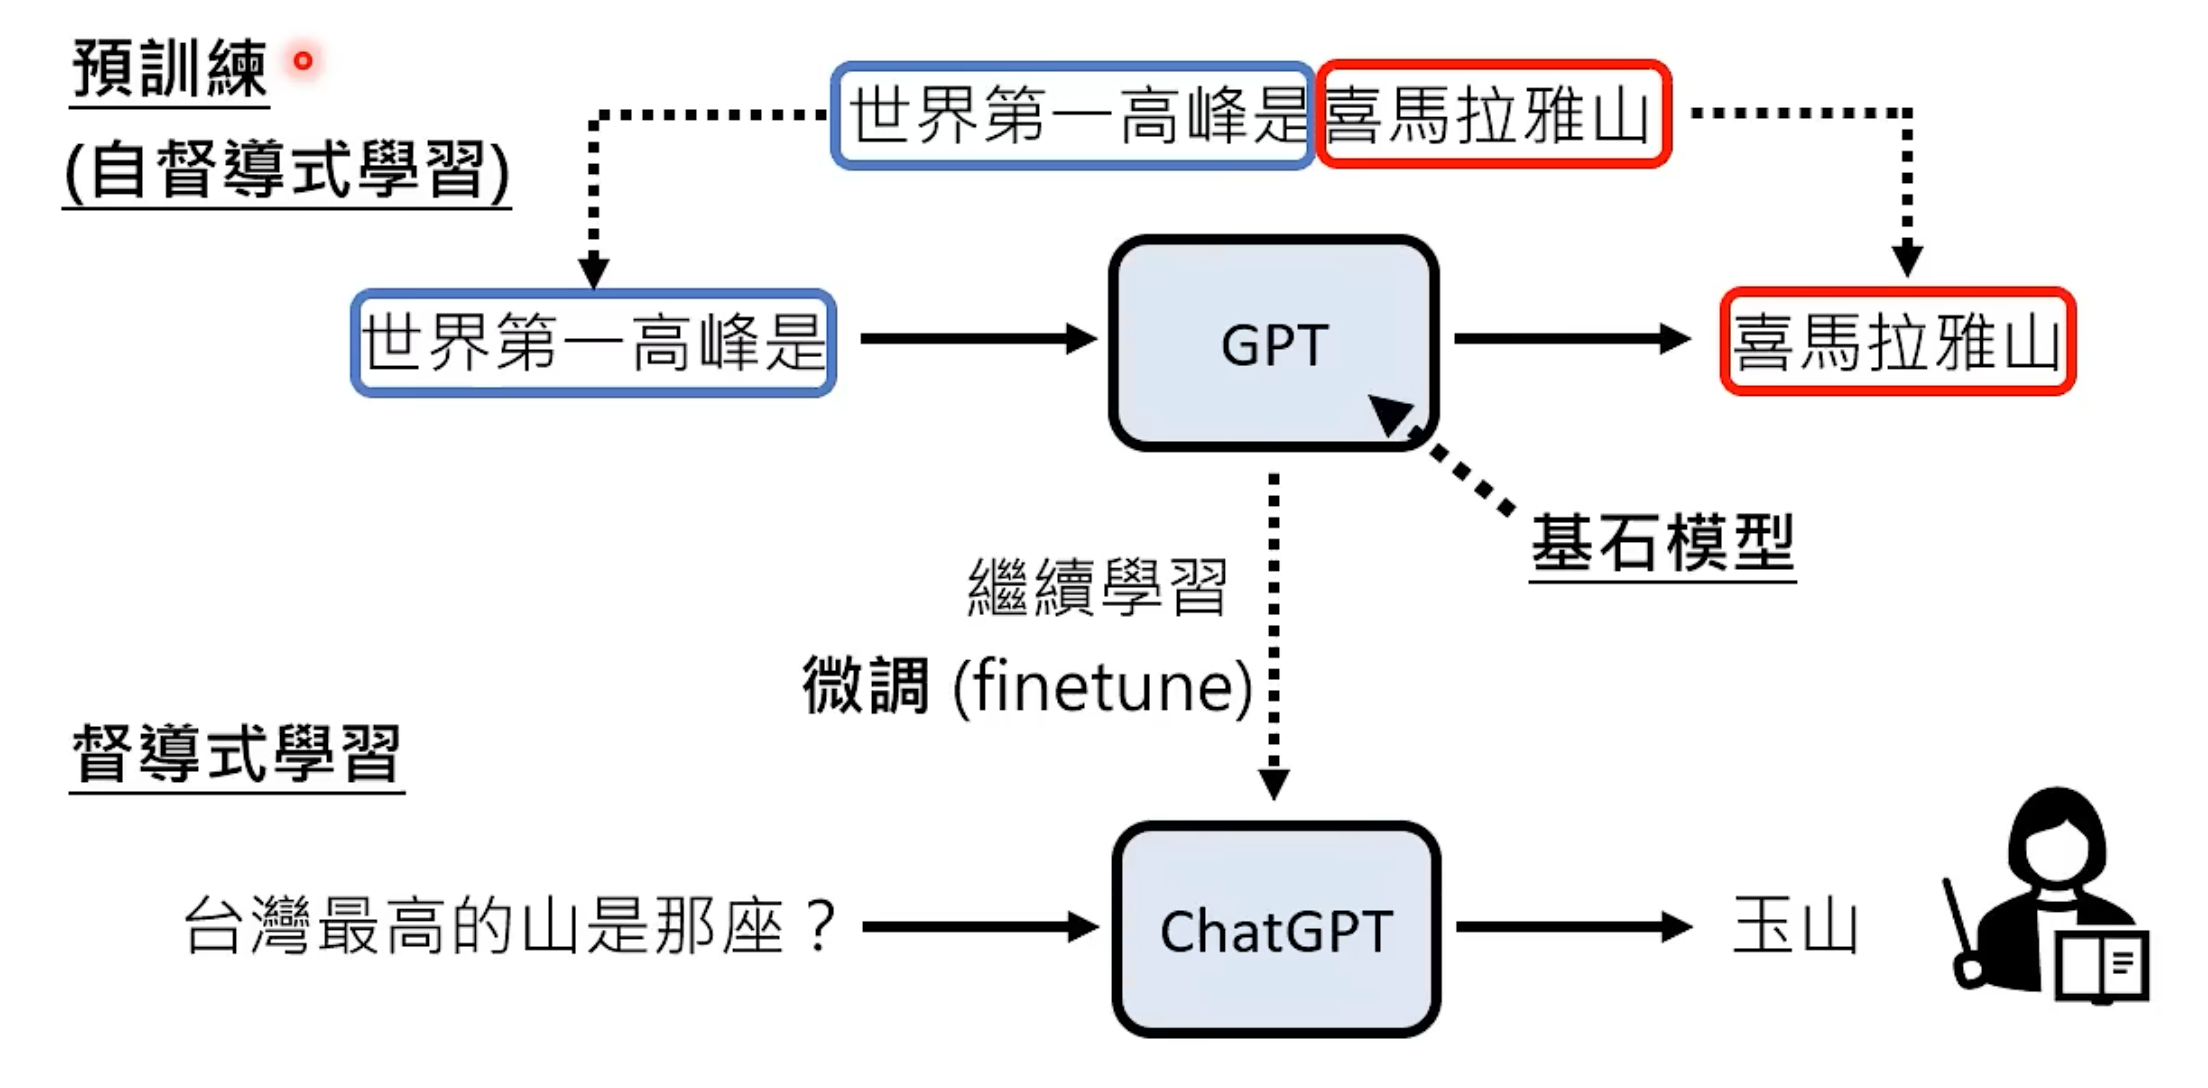 預訓練
(自督導式學習)
世界第一高峰是喜馬拉雅山
世界第一高峰是
GPT
喜馬拉雅山
基石模型
繼續學習
微調 (finetune)
督導式學習
台灣最高的山是那座？
ChatGPT
玉山